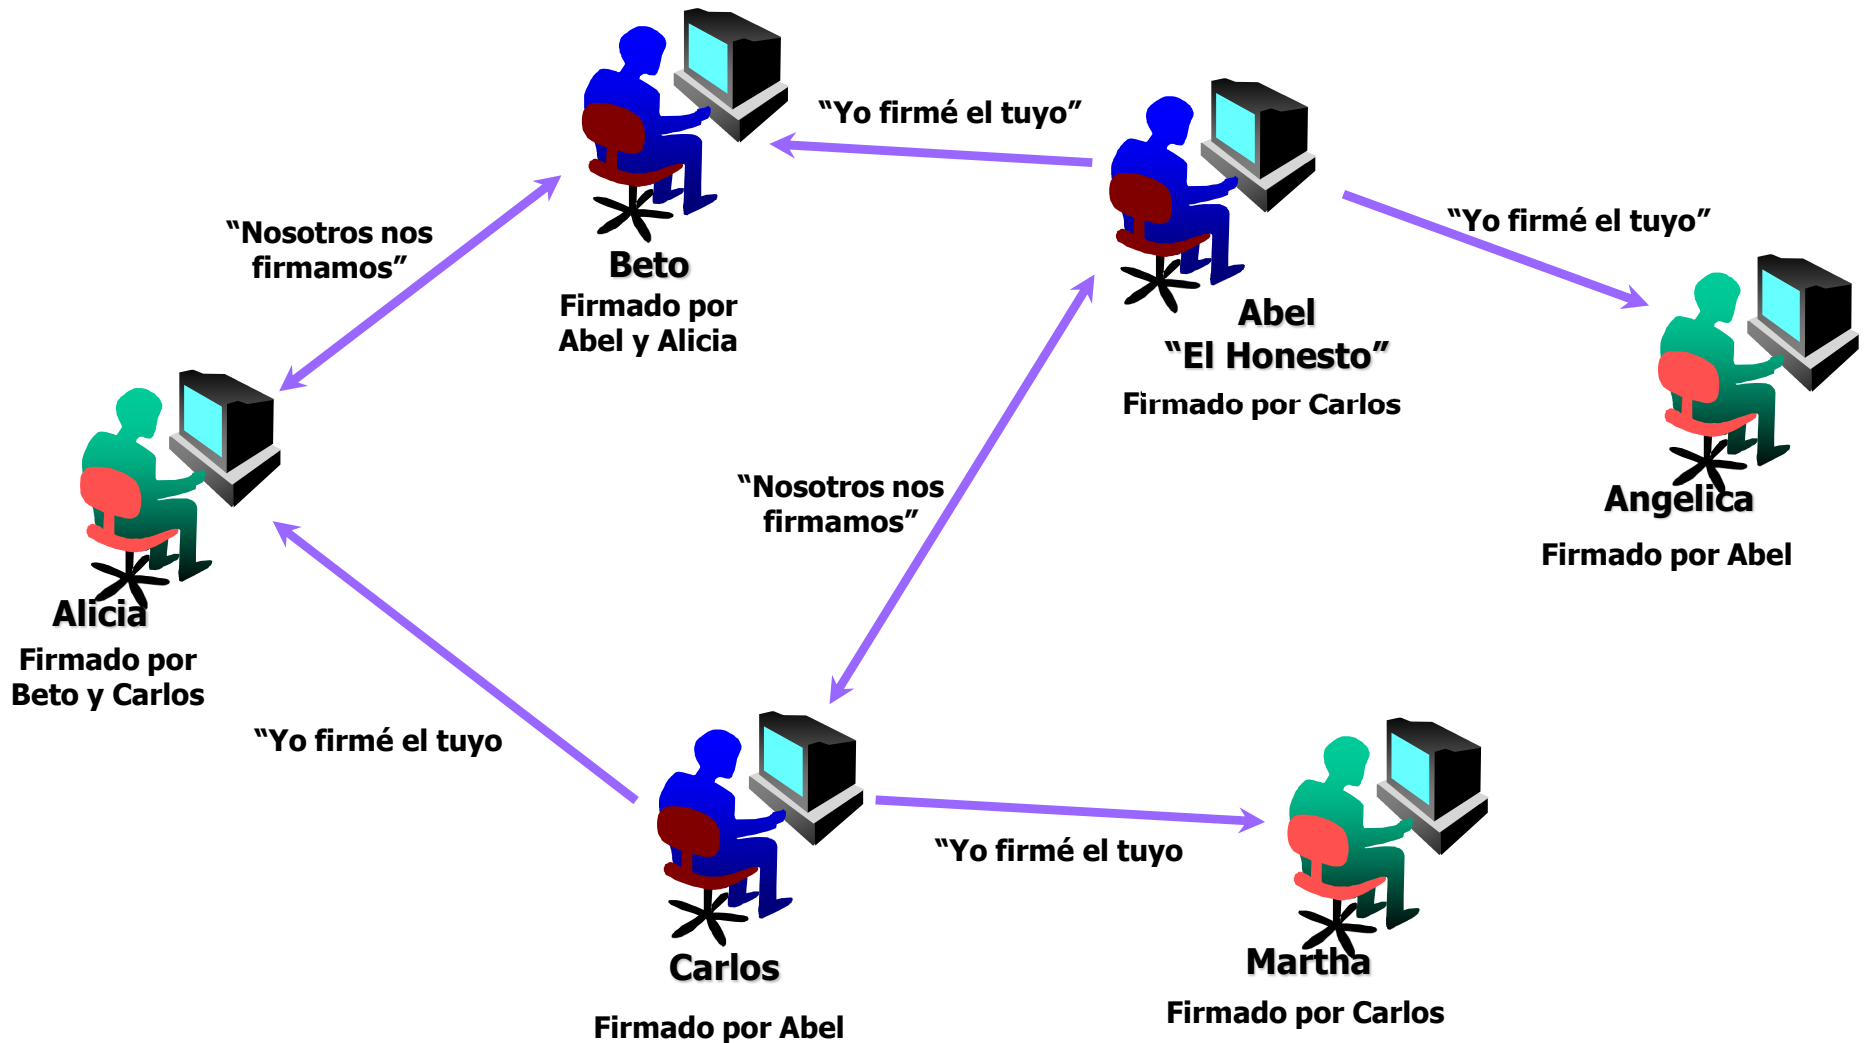 “Yo firmé el tuyo”
“Yo firmé el tuyo”
“Nosotros nos
firmamos”
Beto
Firmado por
Abel y Alicia
Abel
“El Honesto”
Firmado por Carlos
“Nosotros nos
firmamos”
Angelica
Firmado por Abel
Alicia
Firmado por
Beto y Carlos
“Yo firmé el tuyo
“Yo firmé el tuyo
Carlos
Firmado por Abel
Martha
Firmado por Carlos